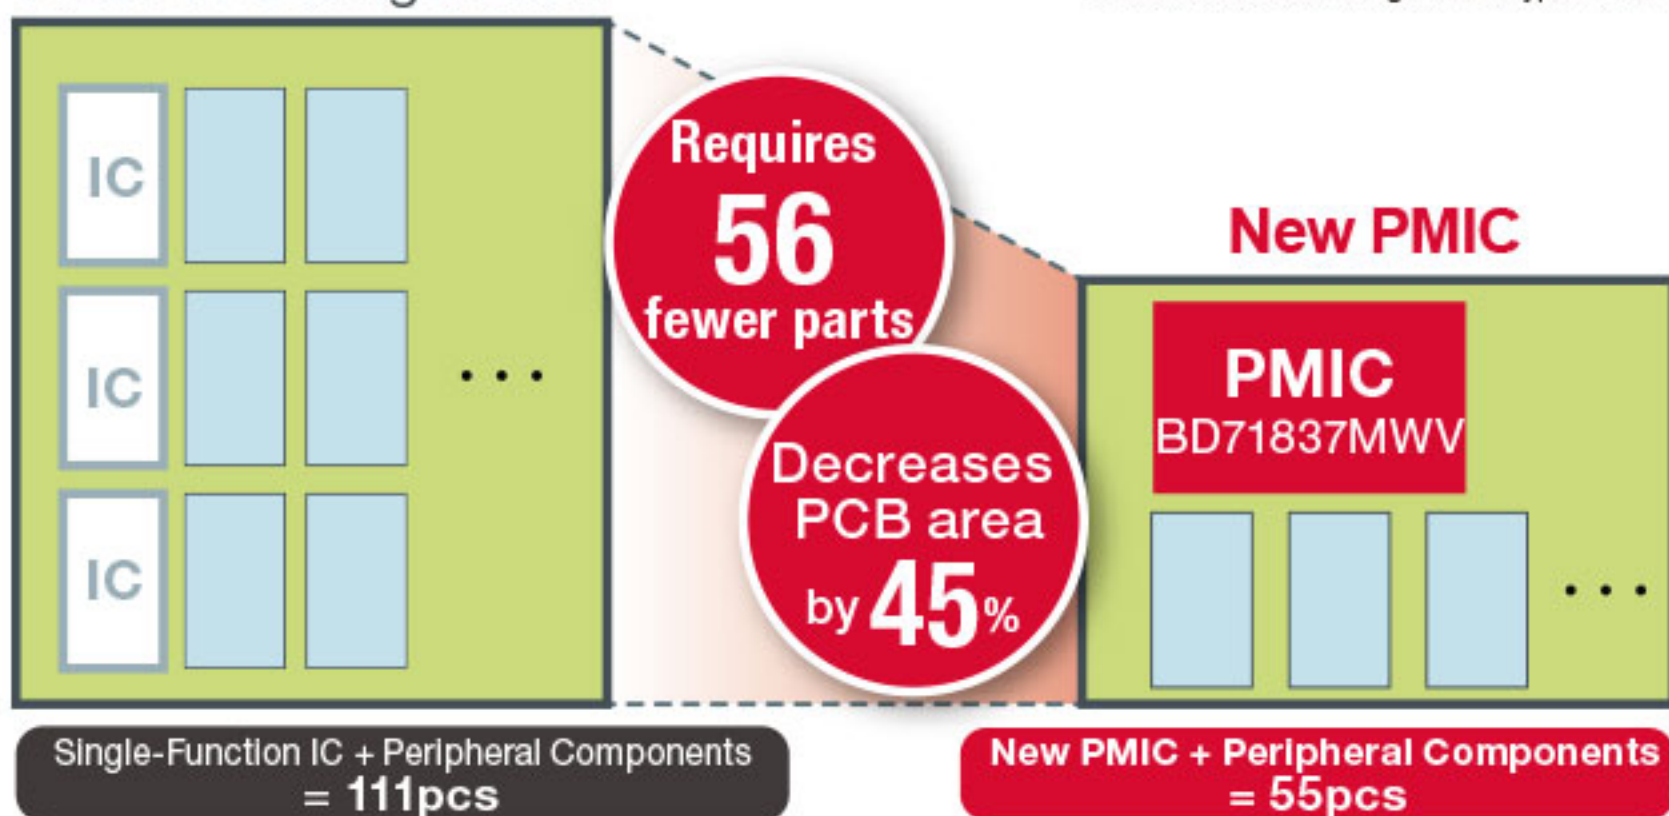 IC
IC
IC
. . .
Requires
56
fewer parts
Decreases
PCB area
by 45%
New PMIC
PMIC
BD71837MWV
. . .
Single-Function IC + Peripheral Components
= 111pcs
New PMIC + Peripheral Components
= 55pcs